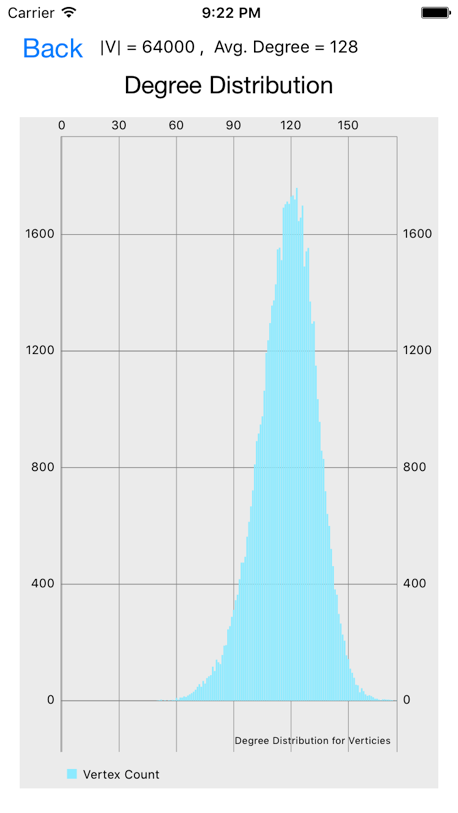 Carrier 9:22 PM
Back |V| = 64000 , Avg. Degree = 128
Degree Distribution
0 30 60 90 120 150
1600 1600
1200 1200
800 800
400 400
0 0
Degree Distribution for Verticies
Vertex Count